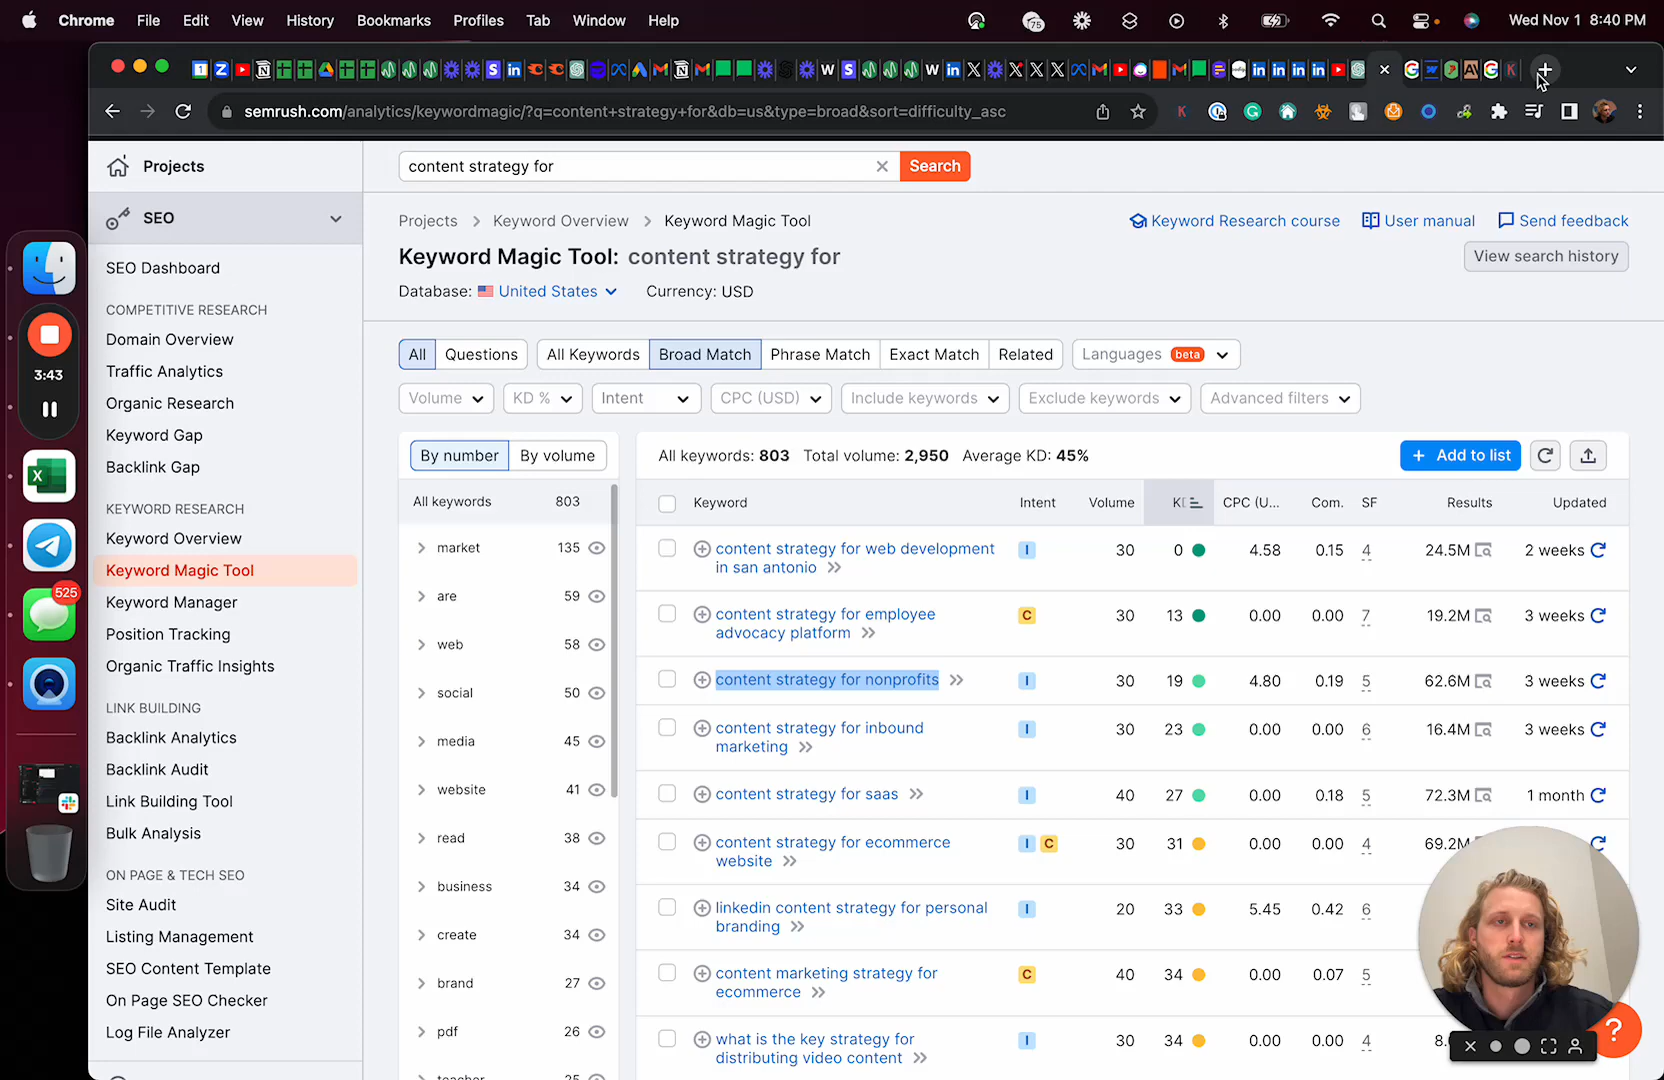 Chrome File Edit View History Bookmarks Profiles Tab Window Help 75 Wed Nov 1 8:40 PM
semrush.com/analytics/keywordmagic/?q=content+strategy+for&db=us&type=broad&sort=difficulty_asc
Projects
content strategy for
Search
SEO
Projects > Keyword Overview > Keyword Magic Tool
Keyword Research course
User manual
Send feedback
Keyword Magic Tool: content strategy for
View search history
Database: United States Currency: USD
SEO Dashboard
COMPETITIVE RESEARCH
Domain Overview
Traffic Analytics
Organic Research
Keyword Gap
Backlink Gap
KEYWORD RESEARCH
Keyword Overview
Keyword Magic Tool
Keyword Manager
Position Tracking
Organic Traffic Insights
LINK BUILDING
Backlink Analytics
Backlink Audit
Link Building Tool
Bulk Analysis
ON PAGE & TECH SEO
Site Audit
Listing Management
SEO Content Template
On Page SEO Checker
Log File Analyzer
3:43
525
All Questions All Keywords Broad Match Phrase Match Exact Match Related Languages beta
Volume KD % Intent CPC (USD) Include keywords Exclude keywords Advanced filters
By number By volume
All keywords 803
market 135
are 59
web 58
social 50
media 45
website 41
read 38
business 34
create 34
brand 27
pdf 26
teacher 25
All keywords: 803 Total volume: 2,950 Average KD: 45%
+ Add to list
Keyword Intent Volume KD CPC (U... Com. SF Results Updated
content strategy for web development I 30 0 4.58 0.15 4 24.5M 2 weeks
in san antonio
content strategy for employee C 30 13 0.00 0.00 7 19.2M 3 weeks
advocacy platform
content strategy for nonprofits I 30 19 4.80 0.19 5 62.6M 3 weeks
content strategy for inbound I 30 23 0.00 0.00 6 16.4M 3 weeks
marketing
content strategy for saas I 40 27 0.00 0.18 5 72.3M 1 month
content strategy for ecommerce I C 30 31 0.00 0.00 4 69.2M
website
linkedin content strategy for personal I 20 33 5.45 0.42 6
branding
content marketing strategy for C 40 34 0.00 0.07 5
ecommerce
what is the key strategy for I 30 34 0.00 0.00 4 8.
distributing video content
?